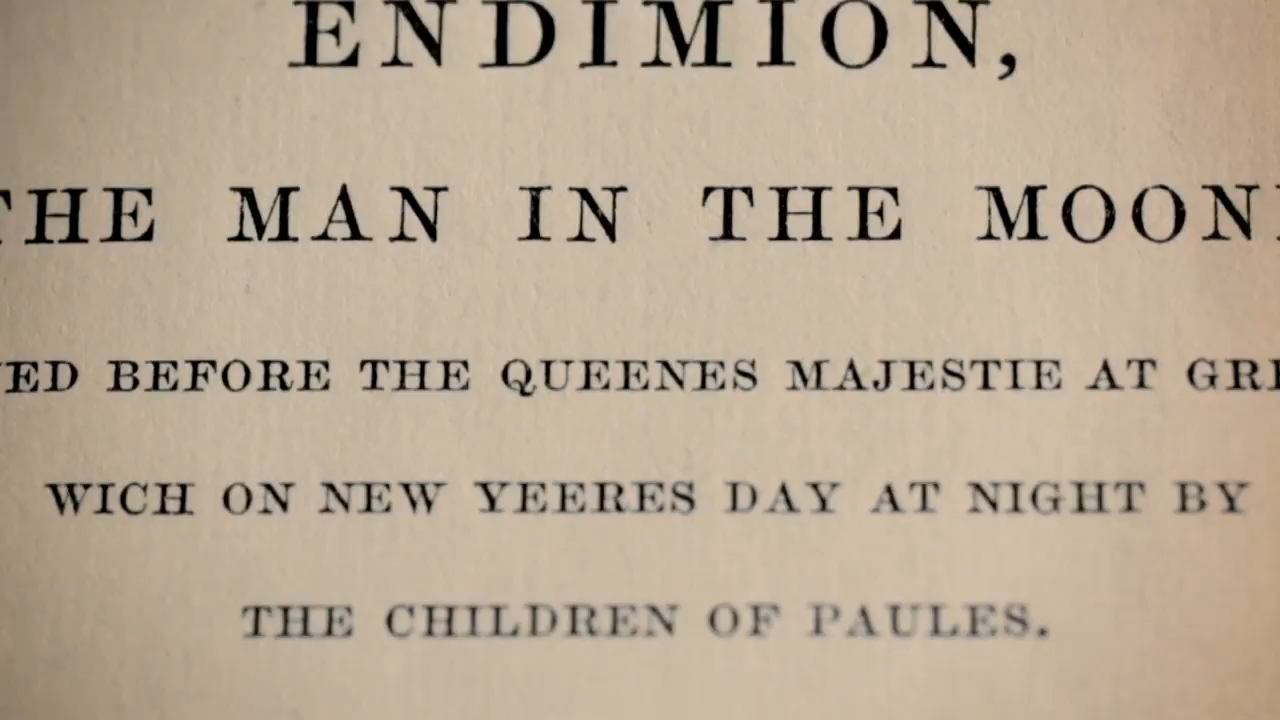 ENDIMION,
THE MAN IN THE MOON
ED BEFORE THE QUEENES MAJESTIE AT GRE
WICH ON NEW YEERES DAY AT NIGHT BY
THE CHILDREN OF PAULES.